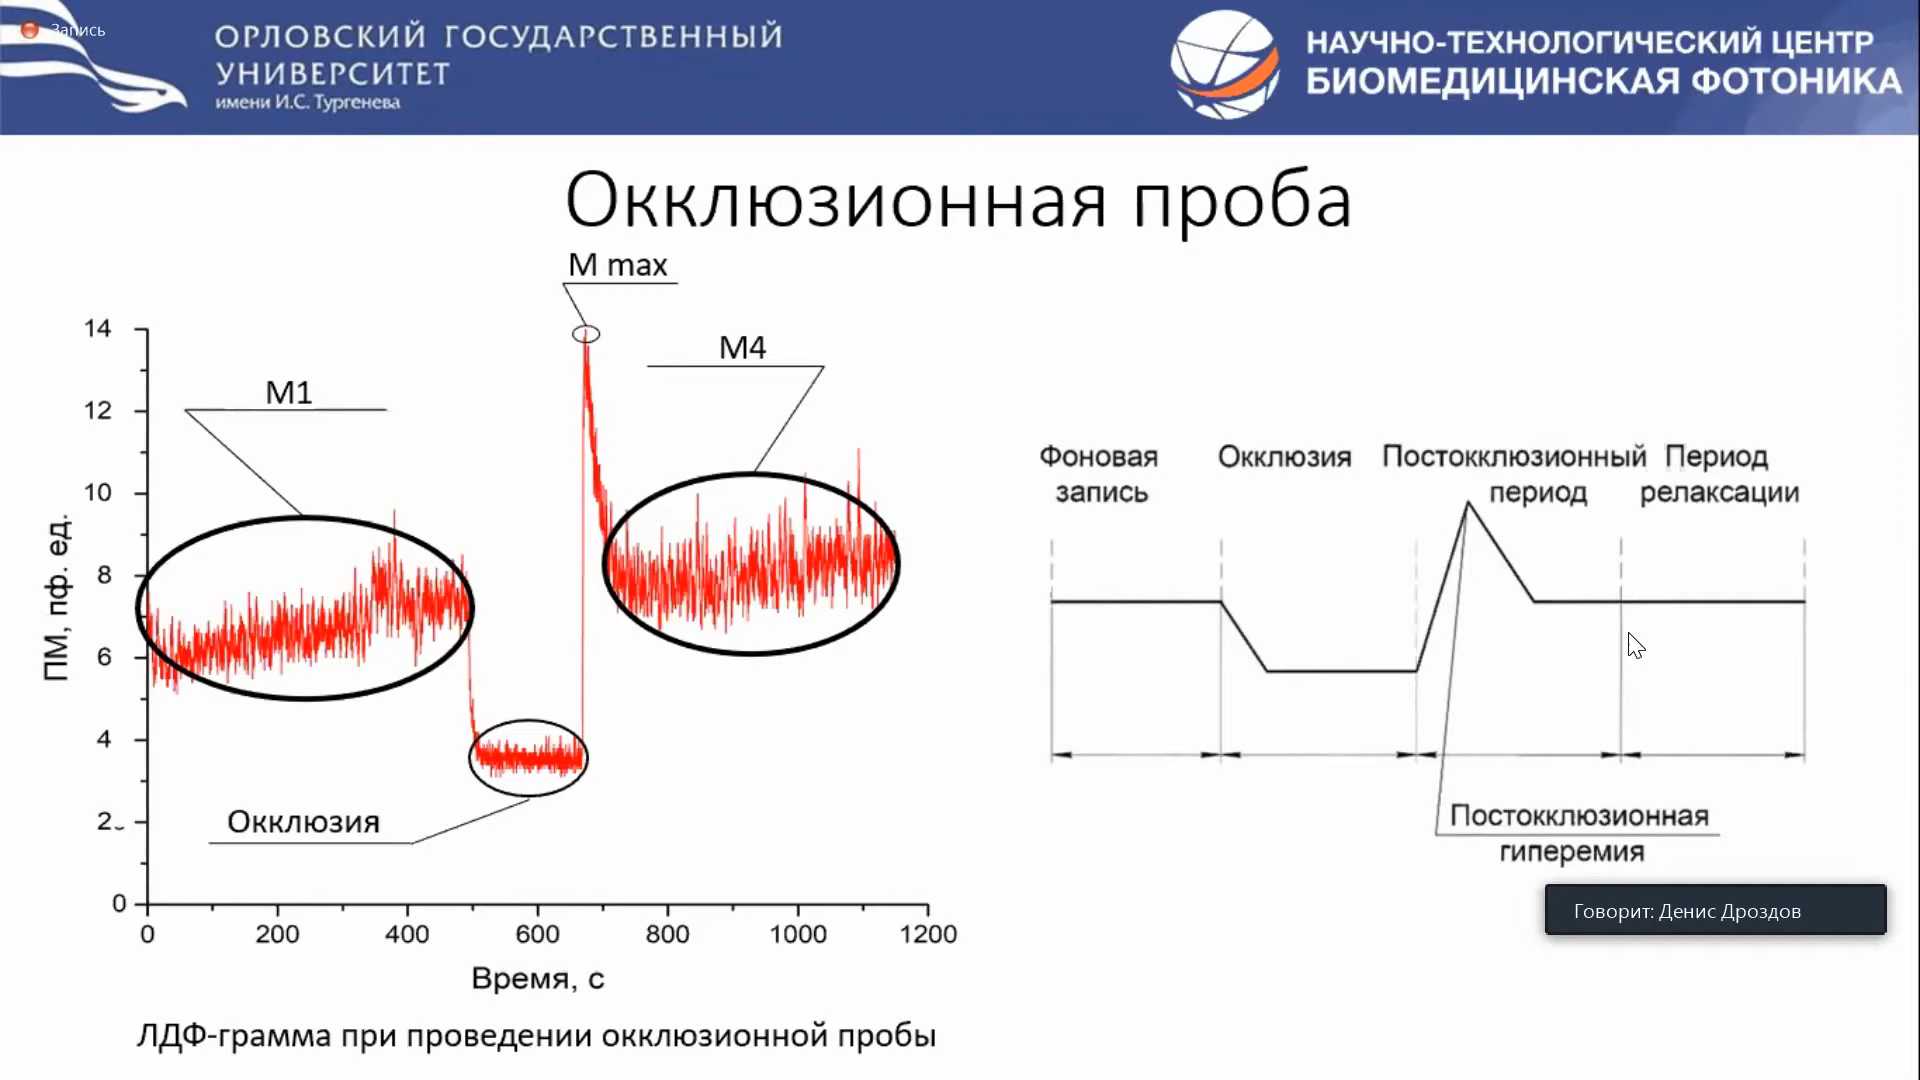 Запись
ОРЛОВСКИЙ ГОСУДАРСТВЕННЫЙ
УНИВЕРСИТЕТ
имени И.С. Тургенева
НАУЧНО-ТЕХНОЛОГИЧЕСКИЙ ЦЕНТР
БИОМЕДИЦИНСКАЯ ФОТОНИКА
Окклюзионная проба
M max
M4
M1
14
12
10
8
6
4
2
0
ПМ, пф. ед.
Окклюзия
0 200 400 600 800 1000 1200
Время, с
ЛДФ-грамма при проведении окклюзионной пробы
Фоновая запись
Окклюзия
Постокклюзионный период
Период релаксации
Постокклюзионная
гиперемия
Говорит: Денис Дроздов